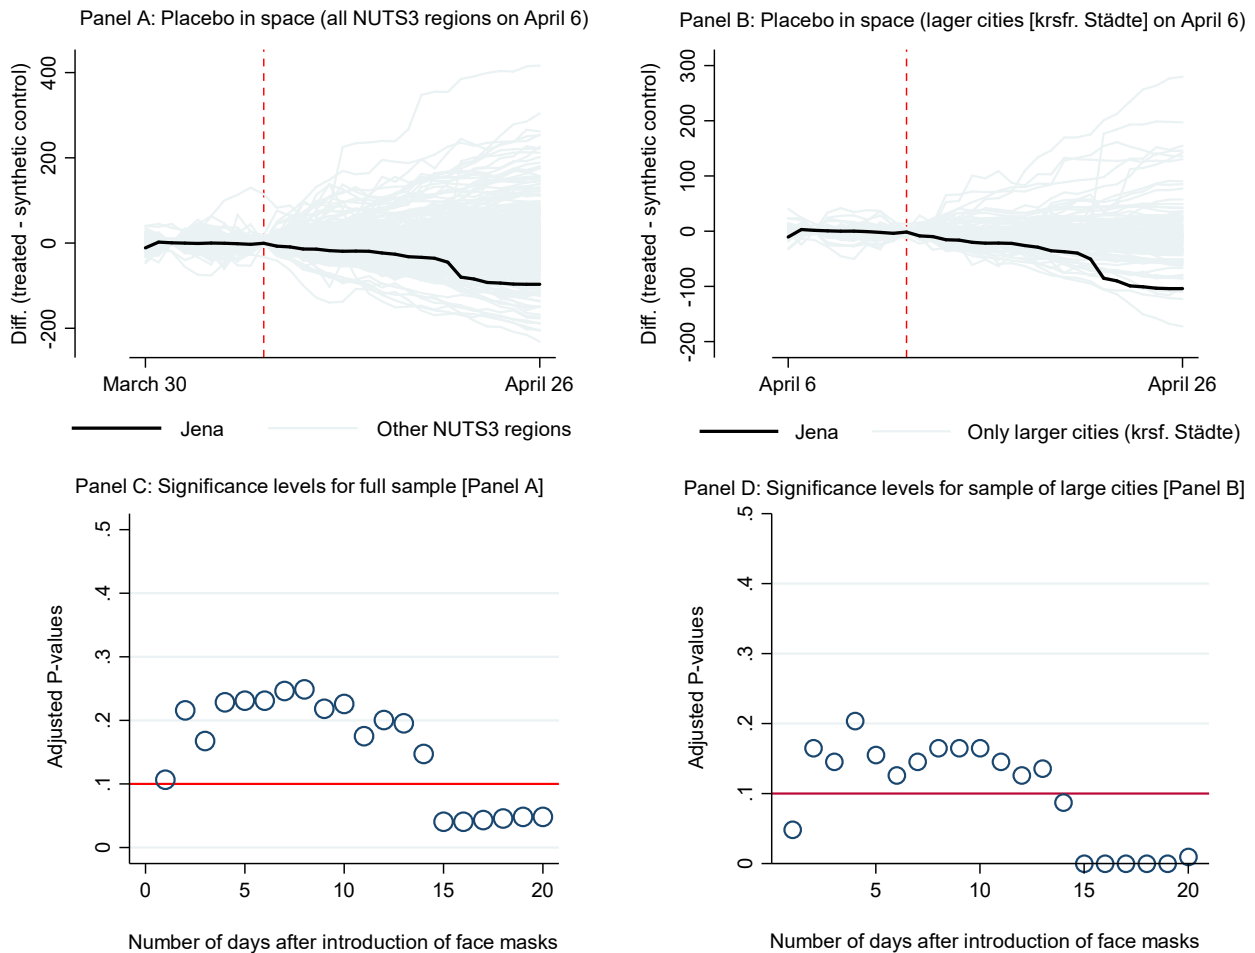 Panel A: Placebo in space (all NUTS3 regions on April 6)
Diff. (treated - synthetic control)
400
200
0
-200
March 30
April 26
Jena
Other NUTS3 regions
Panel B: Placebo in space (lager cities [krsfr. Städte] on April 6)
Diff. (treated - synthetic control)
300
200
100
0
-100
-200
April 6
April 26
Jena
Only larger cities (krsf. Städte)
Panel C: Significance levels for full sample [Panel A]
Adjusted P-values
.5
.4
.3
.2
.1
0
0
5
10
15
20
Number of days after introduction of face masks
Panel D: Significance levels for sample of large cities [Panel B]
Adjusted P-values
.5
.4
.3
.2
.1
0
5
10
15
20
Number of days after introduction of face masks